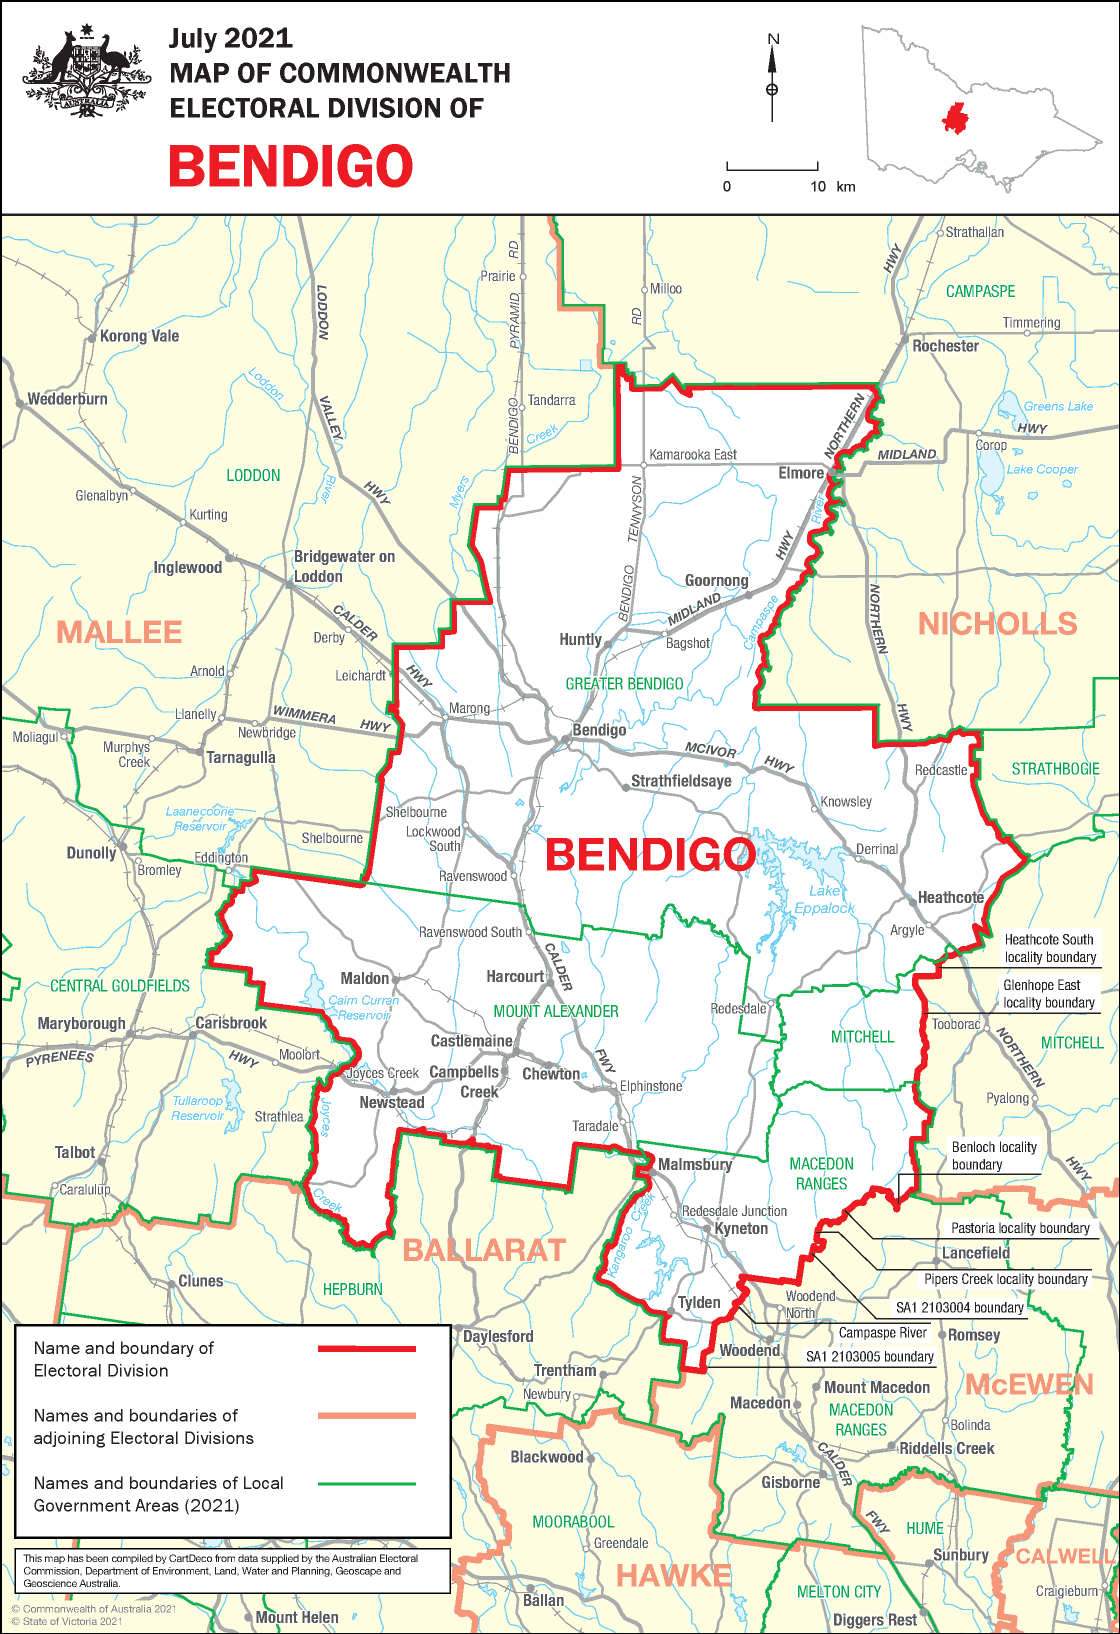 July 2021
MAP OF COMMONWEALTH
ELECTORAL DIVISION OF
BENDIGO
AUSTRALIA
N
0 10 km
Strathallan
HWY
RD
Prairie
CAMPASPE
Milloo
LODDON
PYRAMID
RD
Timmering
Korong Vale
Rochester
Loddon
Wedderburn
Tandarra
VALLEY
BENDIGO
Creek
NORTHERN
Greens Lake
HWY
Corop
MIDLAND
Kamarooka East
Elmore
Lake Cooper
LODDON
River
HWY
Myers
Glenalbyn
Kurting
TENNYSON
River
HWY
Bridgewater on
Loddon
Inglewood
Goornong
BENDIGO
MIDLAND
Campaspe
NORTHERN
MALLEE
CALDER
Derby
Huntly
Bagshot
NICHOLLS
Arnold
Leichardt
HWY
GREATER BENDIGO
Llanelly
WIMMERA
HWY
Marong
HWY
Moliagul
Murphys
Creek
Newbridge
Bendigo
Tarnagulla
MCIVOR
HWY
Redcastle
STRATHBOGIE
Strathfieldsaye
Knowsley
Laanecoorie
Reservoir
Shelbourne
Shelbourne
Lockwood
South
BENDIGO
Derrinal
Dunolly
Eddington
Bromley
Ravenswood
Lake
Eppalock
Heathcote
Ravenswood South
Argyle
CALDER
Heathcote South
locality boundary
Maldon
Harcourt
CENTRAL GOLDFIELDS
Glenhope East
locality boundary
Cairn Curran
Reservoir
MOUNT ALEXANDER
Redesdale
Maryborough
Carisbrook
Tooborac
MITCHELL
MITCHELL
PYRENEES
HWY
Moolort
Castlemaine
NORTHERN
FWY
Joyces Creek
Campbells
Creek
Chewton
Elphinstone
Newstead
Tullaroop
Reservoir
Strathlea
Joyces
Pyalong
Taradale
Benloch locality
boundary
Talbot
Malmsbury
MACEDON
RANGES
HWY
Caralulup
Creek
Kangaroo Creek
Redesdale Junction
Kyneton
Pastoria locality boundary
BALLARAT
Lancefield
Clunes
HEPBURN
Pipers Creek locality boundary
Tylden
Woodend
North
SA1 2103004 boundary
Daylesford
Campaspe River
Romsey
Woodend
SA1 2103005 boundary
Trentham
Newbury
Mount Macedon
McEWEN
Macedon
MACEDON
RANGES
Bolinda
Riddells Creek
Blackwood
CALDER
Gisborne
FWY
MOORABOOL
HUME
Greendale
Sunbury
CALWELL
HAWKE
MELTON CITY
Craigieburn
Ballan
Diggers Rest
Mount Helen
Name and boundary of
Electoral Division
Names and boundaries of
adjoining Electoral Divisions
Names and boundaries of Local
Government Areas (2021)
This map has been compiled by CartDeco from data supplied by the Australian Electoral
Commission, Department of Environment, Land, Water and Planning, Geoscape and
Geoscience Australia.
© Commonwealth of Australia 2021
© State of Victoria 2021